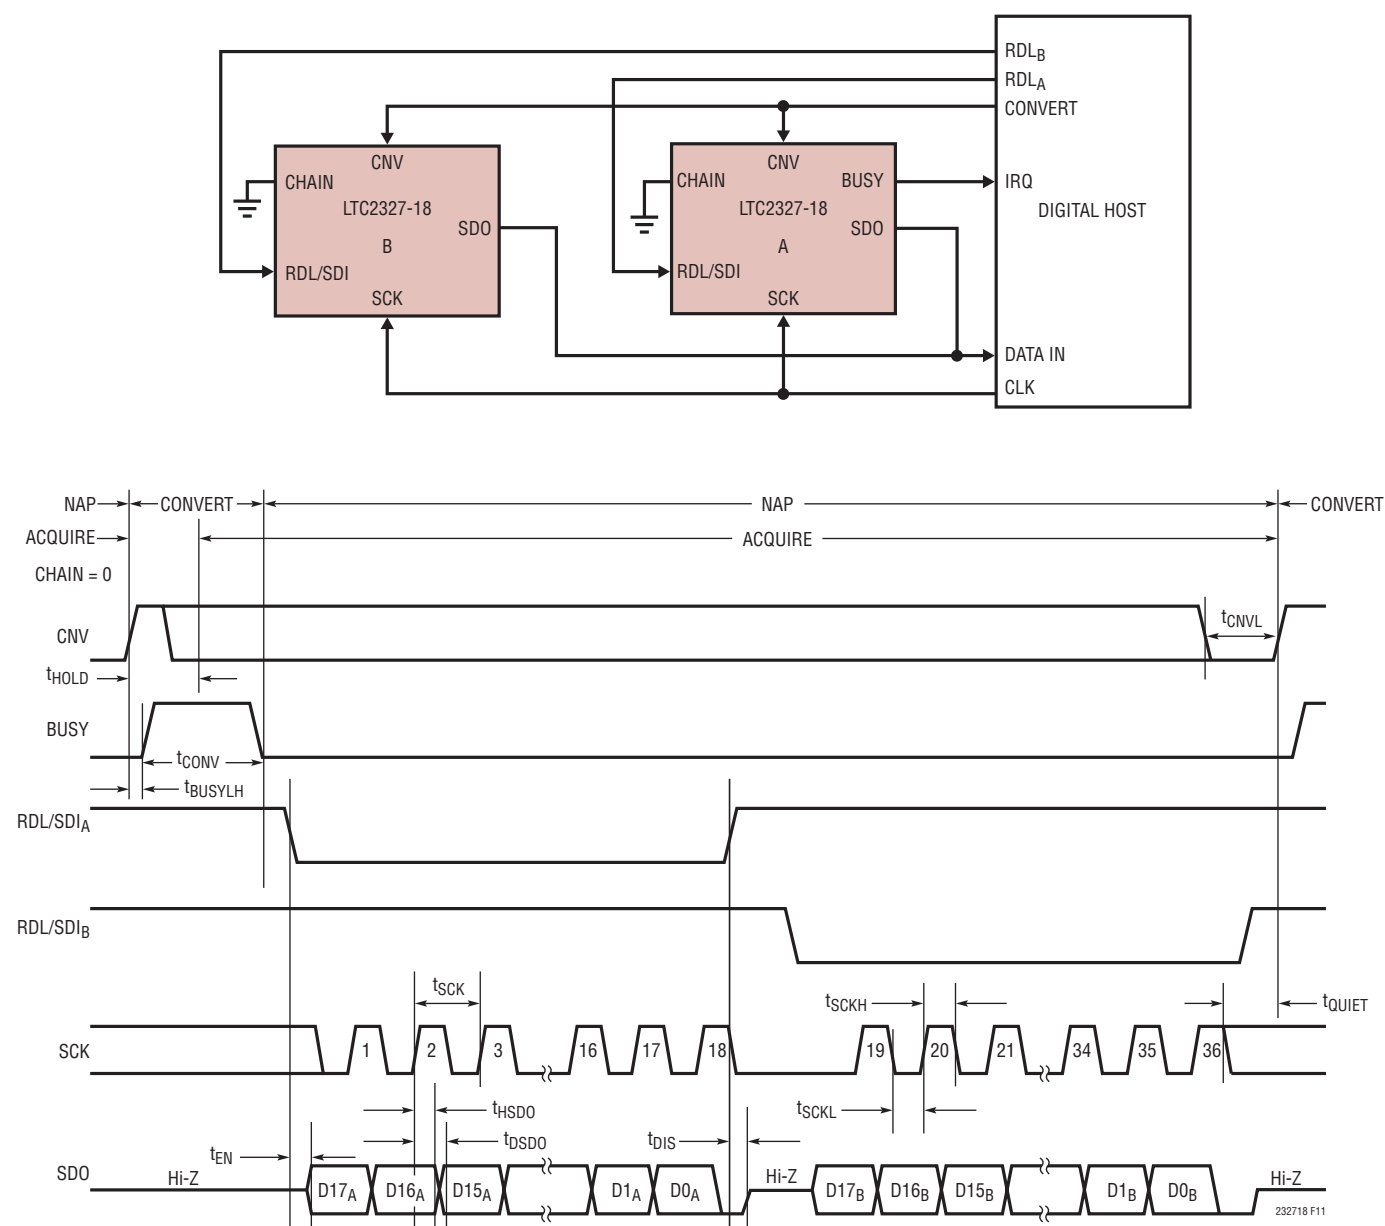 RDLB
RDLA
CONVERT
CNV
CNV
CHAIN
CHAIN
BUSY
IRQ
LTC2327-18
LTC2327-18
DIGITAL HOST
SDO
SDO
B
A
RDL/SDI
RDL/SDI
SCK
SCK
DATA IN
CLK
NAP
CONVERT
NAP
CONVERT
ACQUIRE
ACQUIRE
CHAIN = 0
CNV
tCNVL
tHOLD
BUSY
tCONV
tBUSYLH
RDL/SDIA
RDL/SDIB
tSCK
tSCKH
tQUIET
SCK
1 2 3 16 17 18 19 20 21 34 35 36
tHSDO
tSCKL
tEN
tDSDO
tDIS
SDO
Hi-Z D17A D16A D15A D1A D0A Hi-Z D17B D16B D15B D1B D0B Hi-Z
232718 F11